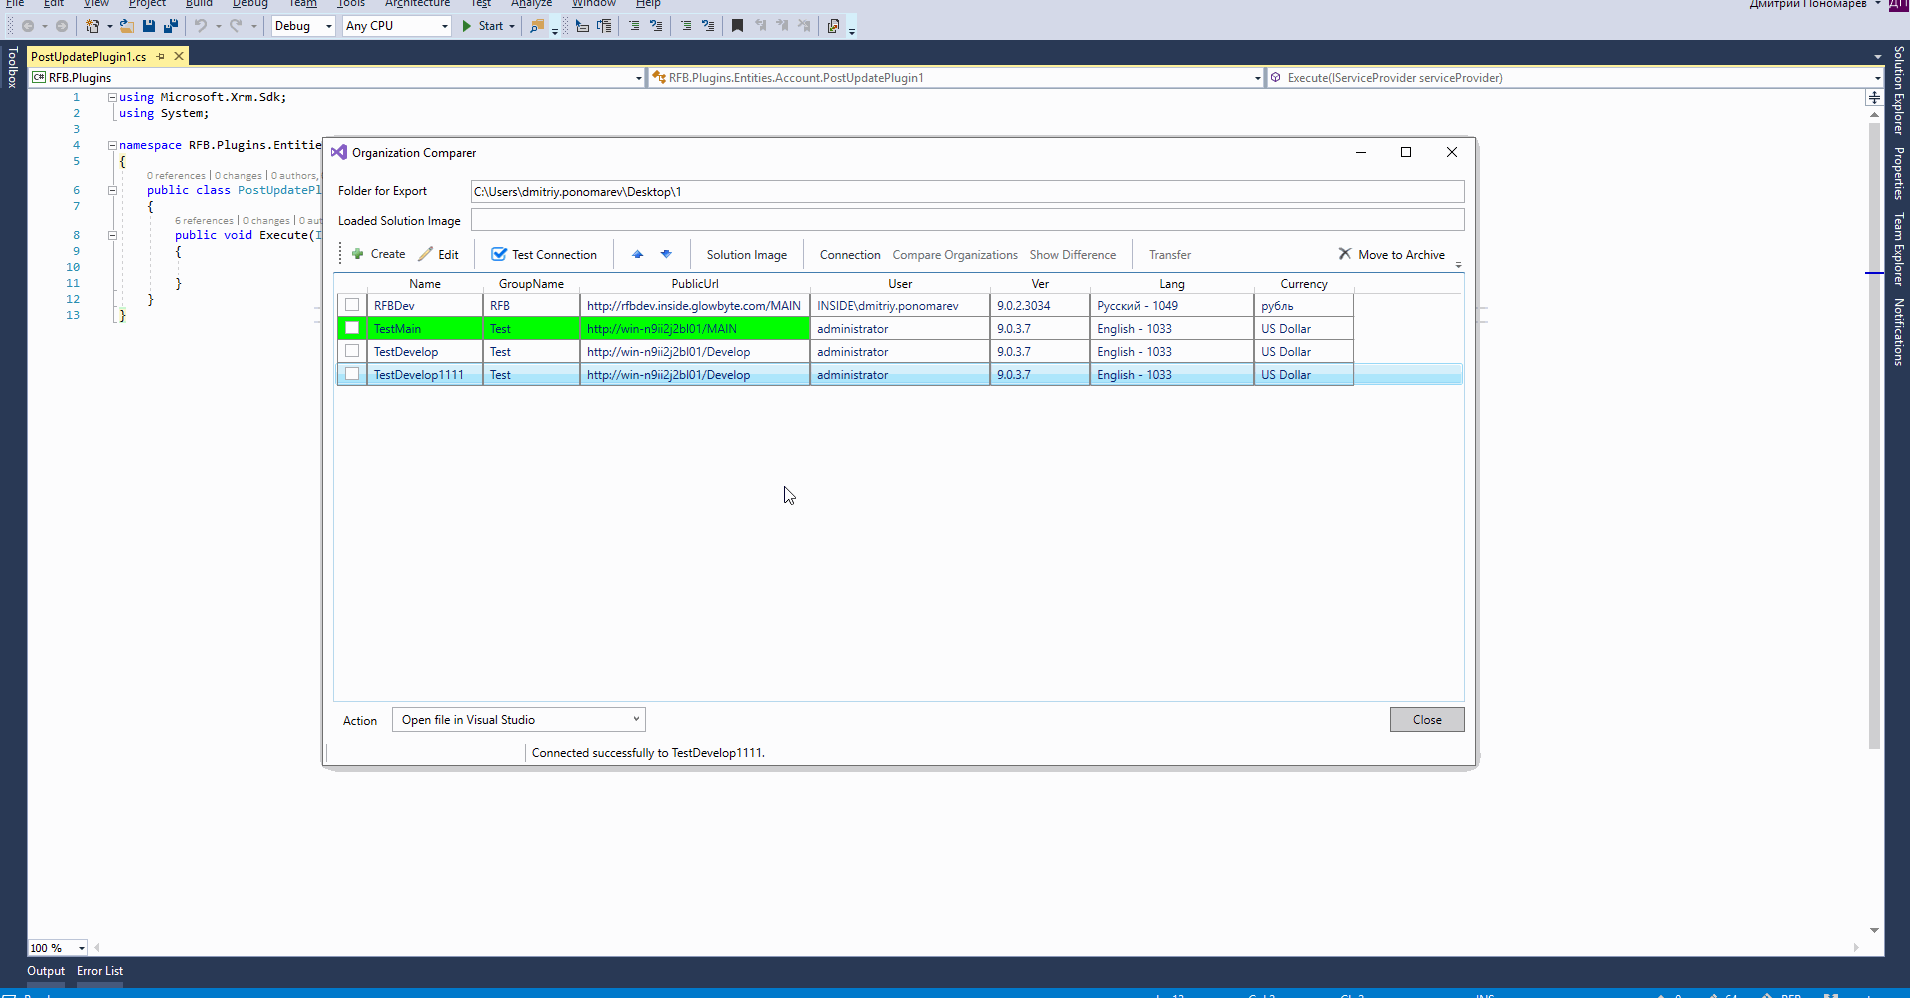 File Edit View Project Build Debug Team Tools Architecture Test Analyze Window Help Дмитрий Пономарев ДП
Debug Any CPU Start
Toolbox
PostUpdatePlugin1.cs
C# RFB.Plugins RFB.Plugins.Entities.Account.PostUpdatePlugin1 Execute(IServiceProvider serviceProvider)
1 using Microsoft.Xrm.Sdk;
2 using System;
3
4 namespace RFB.Plugins.Entitie
5 {
0 references | 0 changes | 0 authors,
6 public class PostUpdatePl
7 {
6 references | 0 changes | 0 aut
8 public void Execute(I
9 {
10
11 }
12 }
13 }
Organization Comparer
Folder for Export C:\Users\dmitriy.ponomarev\Desktop\1
Loaded Solution Image
Create Edit Test Connection Solution Image Connection Compare Organizations Show Difference Transfer Move to Archive
Name GroupName PublicUrl User Ver Lang Currency
RFBDev RFB http://rfbdev.inside.glowbyte.com/MAIN INSIDE\dmitriy.ponomarev 9.0.2.3034 Русский - 1049 рубль
TestMain Test http://win-n9ii2j2bl01/MAIN administrator 9.0.3.7 English - 1033 US Dollar
TestDevelop Test http://win-n9ii2j2bl01/Develop administrator 9.0.3.7 English - 1033 US Dollar
TestDevelop1111 Test http://win-n9ii2j2bl01/Develop administrator 9.0.3.7 English - 1033 US Dollar
Action Open file in Visual Studio Close
Connected successfully to TestDevelop1111.
Solution Explorer
Properties
Team Explorer
Notifications
100 %
Output Error List